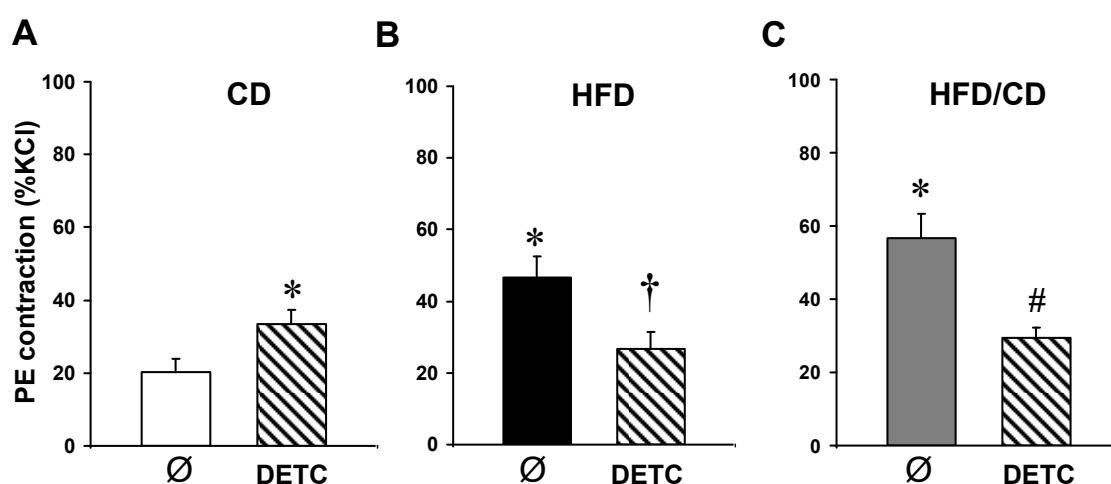 A
B
C
CD
HFD
HFD/CD
PE contraction (%KCl)
100
80
60
40
20
0
*
Ø
DETC
100
80
60
40
20
0
*
†
Ø
DETC
100
80
60
40
20
0
*
#
Ø
DETC